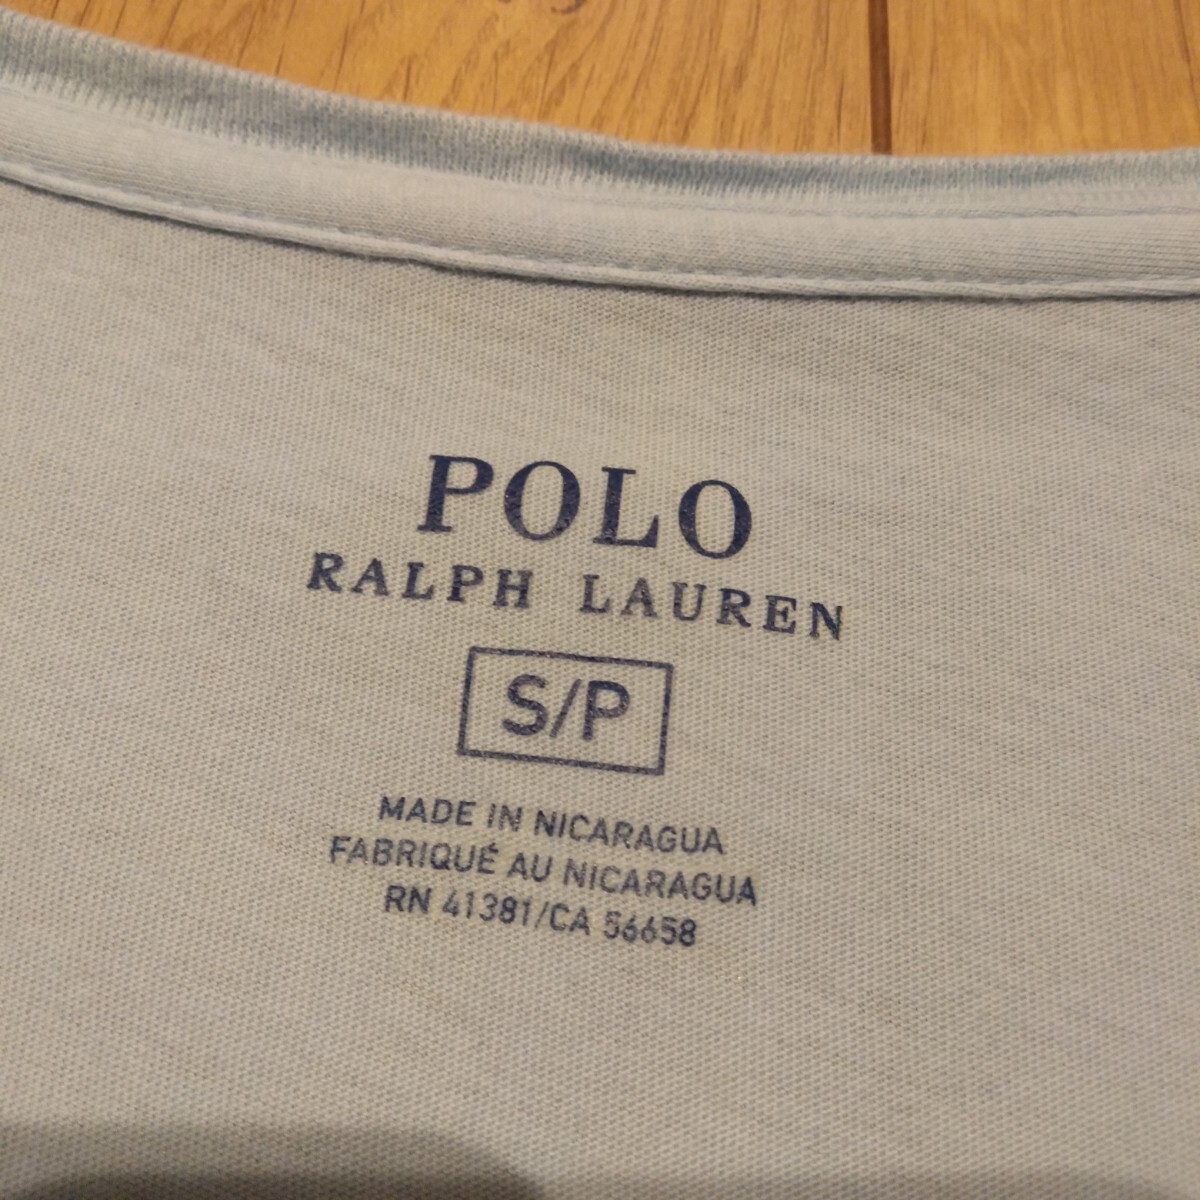 POLO
RALPH LAUREN
S/P
MADE IN NICARAGUA
FABRIQUÉ AU NICARAGUA
RN 41381/CA 56658